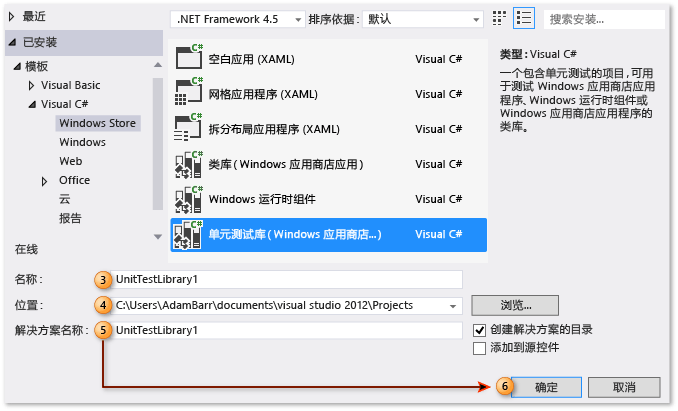 最近
.NET Framework 4.5
排序依据: 默认
搜索安装...
已安装
模板
Visual Basic
Visual C#
Windows Store
Windows
Web
Office
云
报告
在线
C# 空白应用 (XAML) Visual C#
C# 网格应用程序 (XAML) Visual C#
C# 拆分布局应用程序 (XAML) Visual C#
C# 类库 (Windows 应用商店应用) Visual C#
C# Windows 运行时组件 Visual C#
C# 单元测试库 (Windows 应用商店...) Visual C#
类型: Visual C#
一个包含单元测试的项目,可用
于测试 Windows 应用商店应用
程序、Windows 运行时组件或
Windows 应用商店应用程序的
类库。
名称: 3 UnitTestLibrary1
位置: 4 C:\Users\AdamBarr\documents\visual studio 2012\Projects 浏览...
解决方案名称: 5 UnitTestLibrary1
创建解决方案的目录
添加到源控件
6 确定 取消